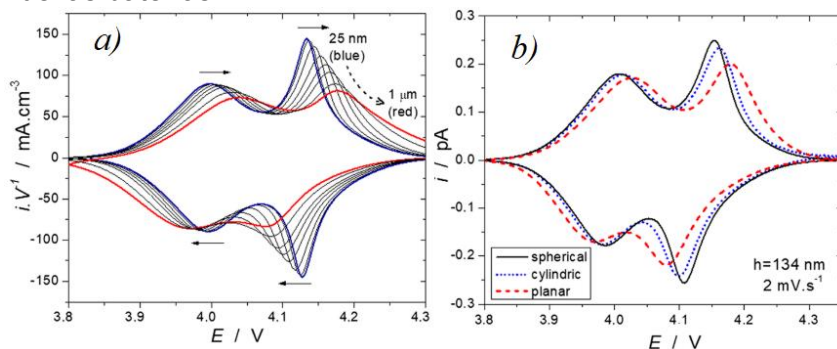 a)
25 nm
(blue)
1 μm
(red)
i.V⁻¹ / mA.cm⁻³
150
100
50
0
-50
-100
-150
3.8 3.9 4.0 4.1 4.2 4.3
E / V
b)
i / pA
0.3
0.2
0.1
0.0
-0.1
-0.2
-0.3
spherical
cylindric
planar
h=134 nm
2 mV.s⁻¹
3.8 3.9 4.0 4.1 4.2 4.3
E / V